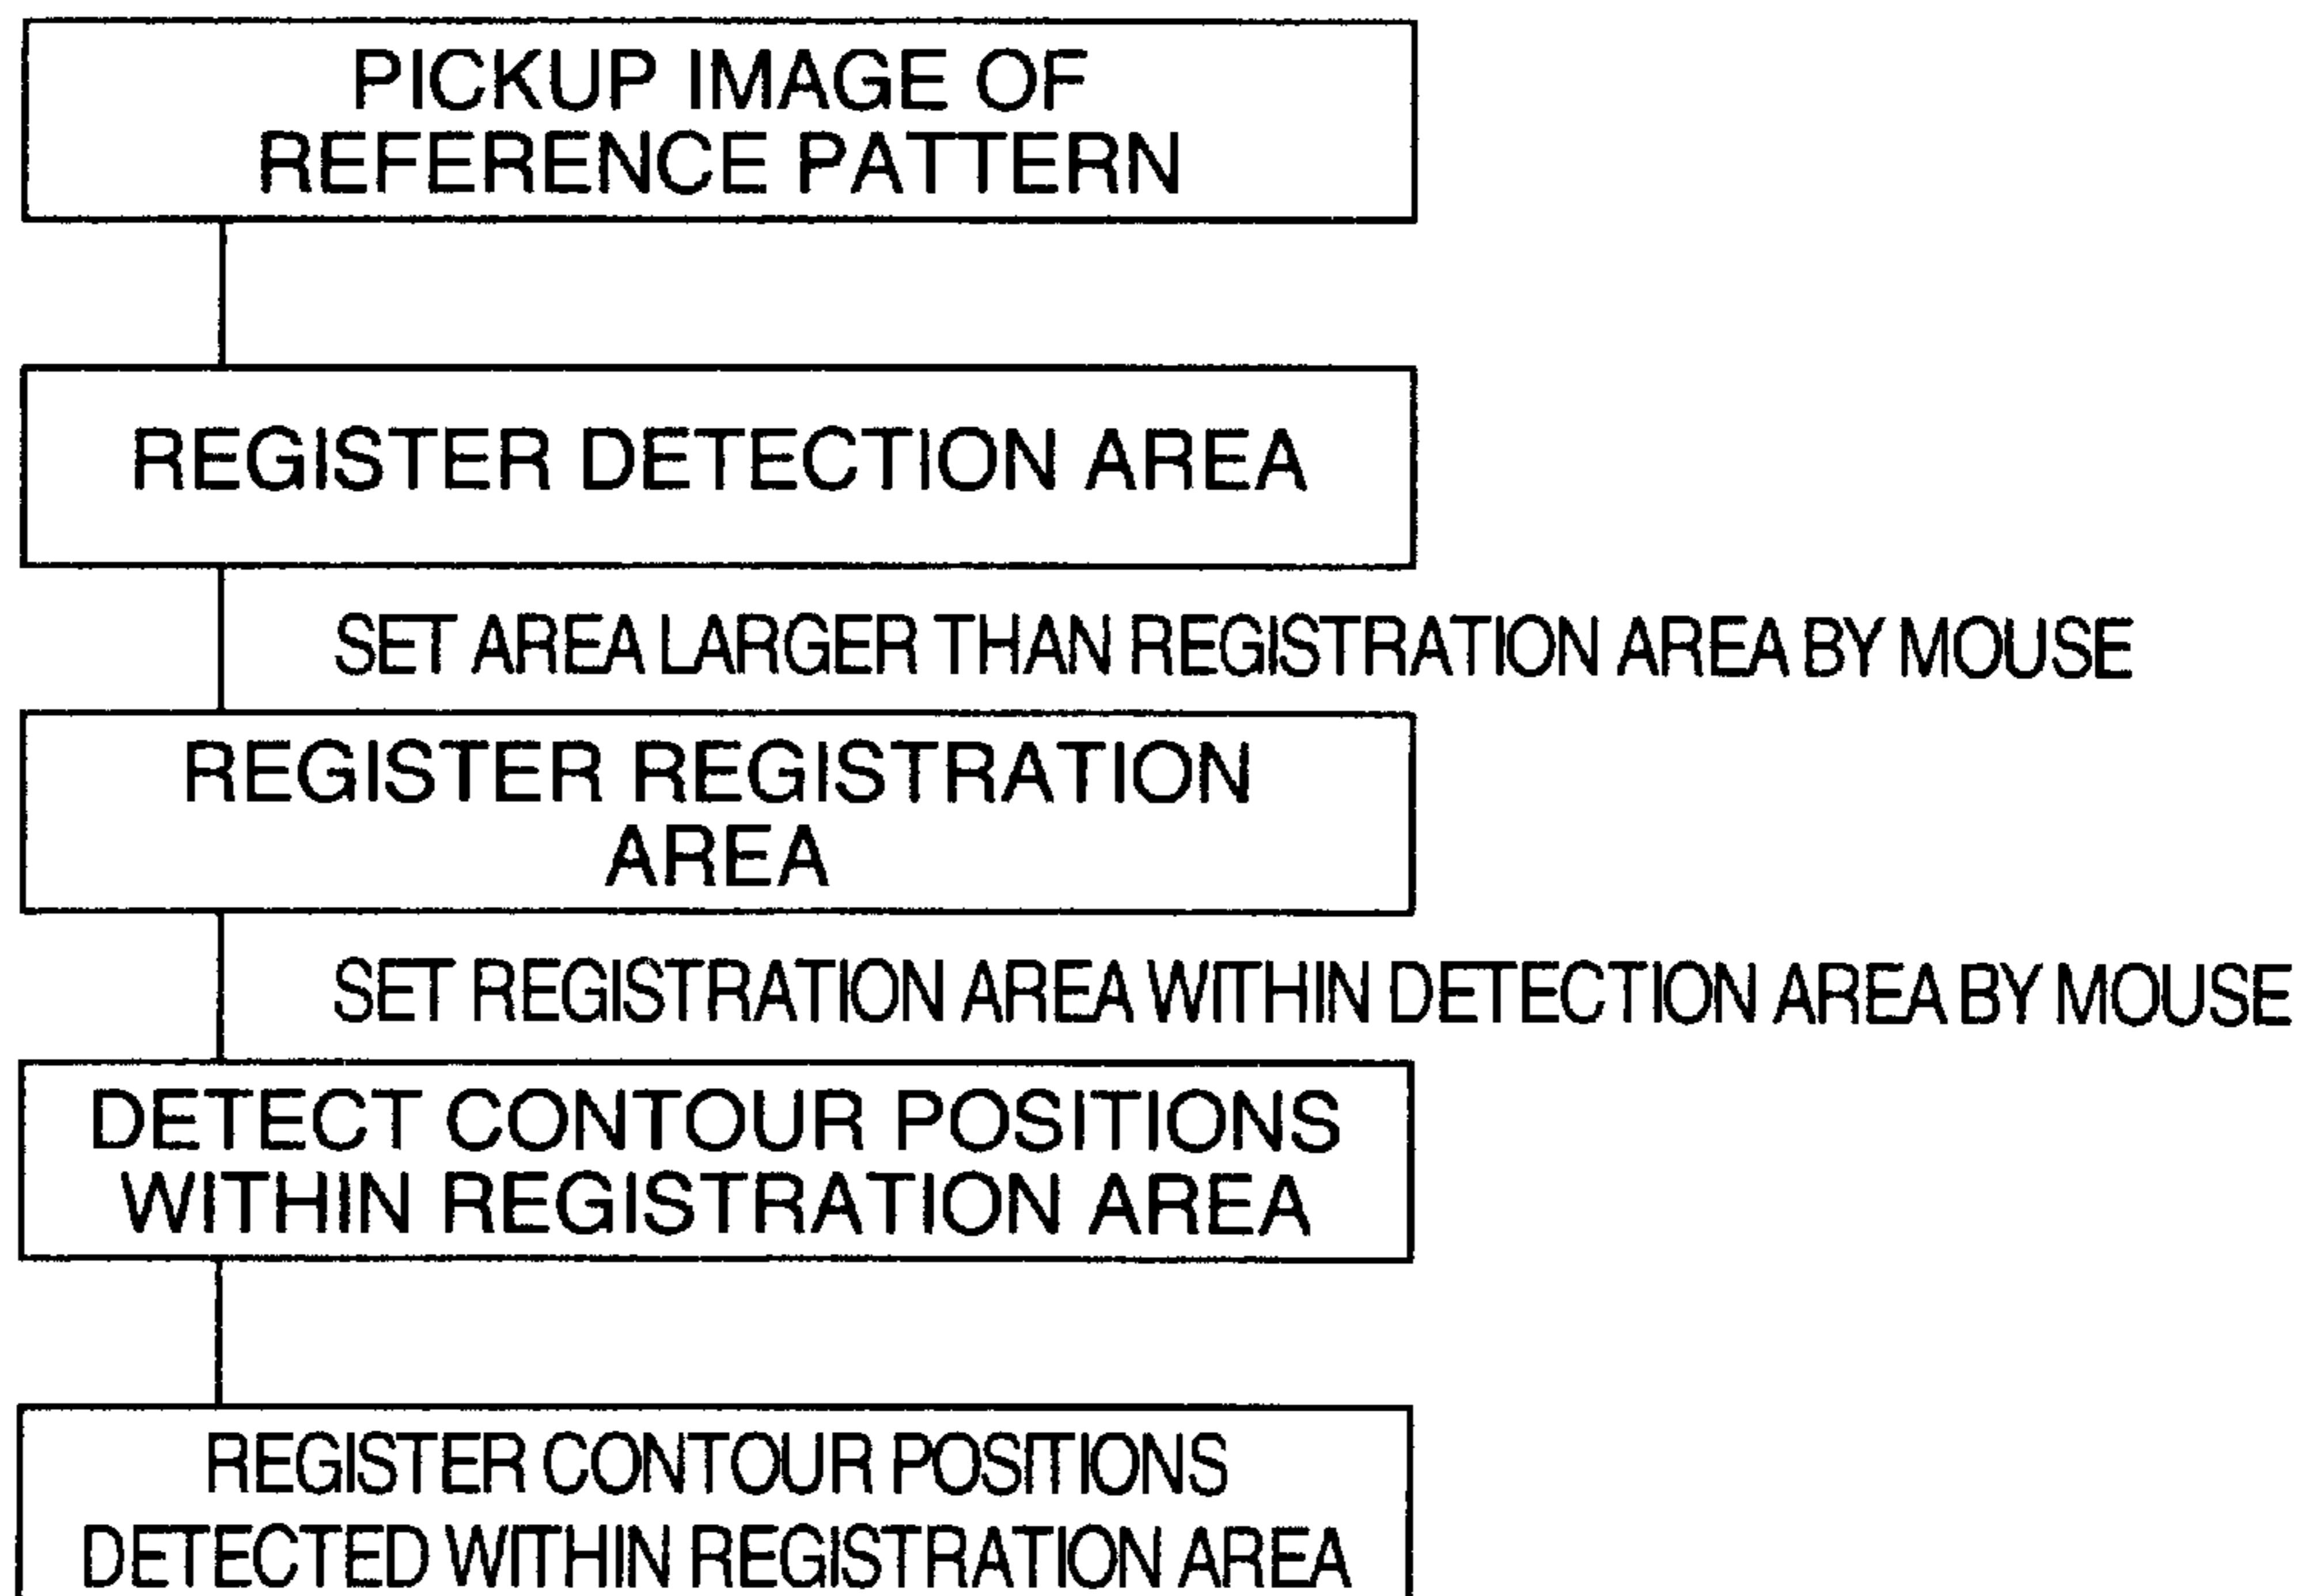 PICKUP IMAGE OF
REFERENCE PATTERN
REGISTER DETECTION AREA
SET AREA LARGER THAN REGISTRATION AREA BY MOUSE
REGISTER REGISTRATION
AREA
SET REGISTRATION AREA WITHIN DETECTION AREA BY MOUSE
DETECT CONTOUR POSITIONS
WITHIN REGISTRATION AREA
REGISTER CONTOUR POSITIONS
DETECTED WITHIN REGISTRATION AREA